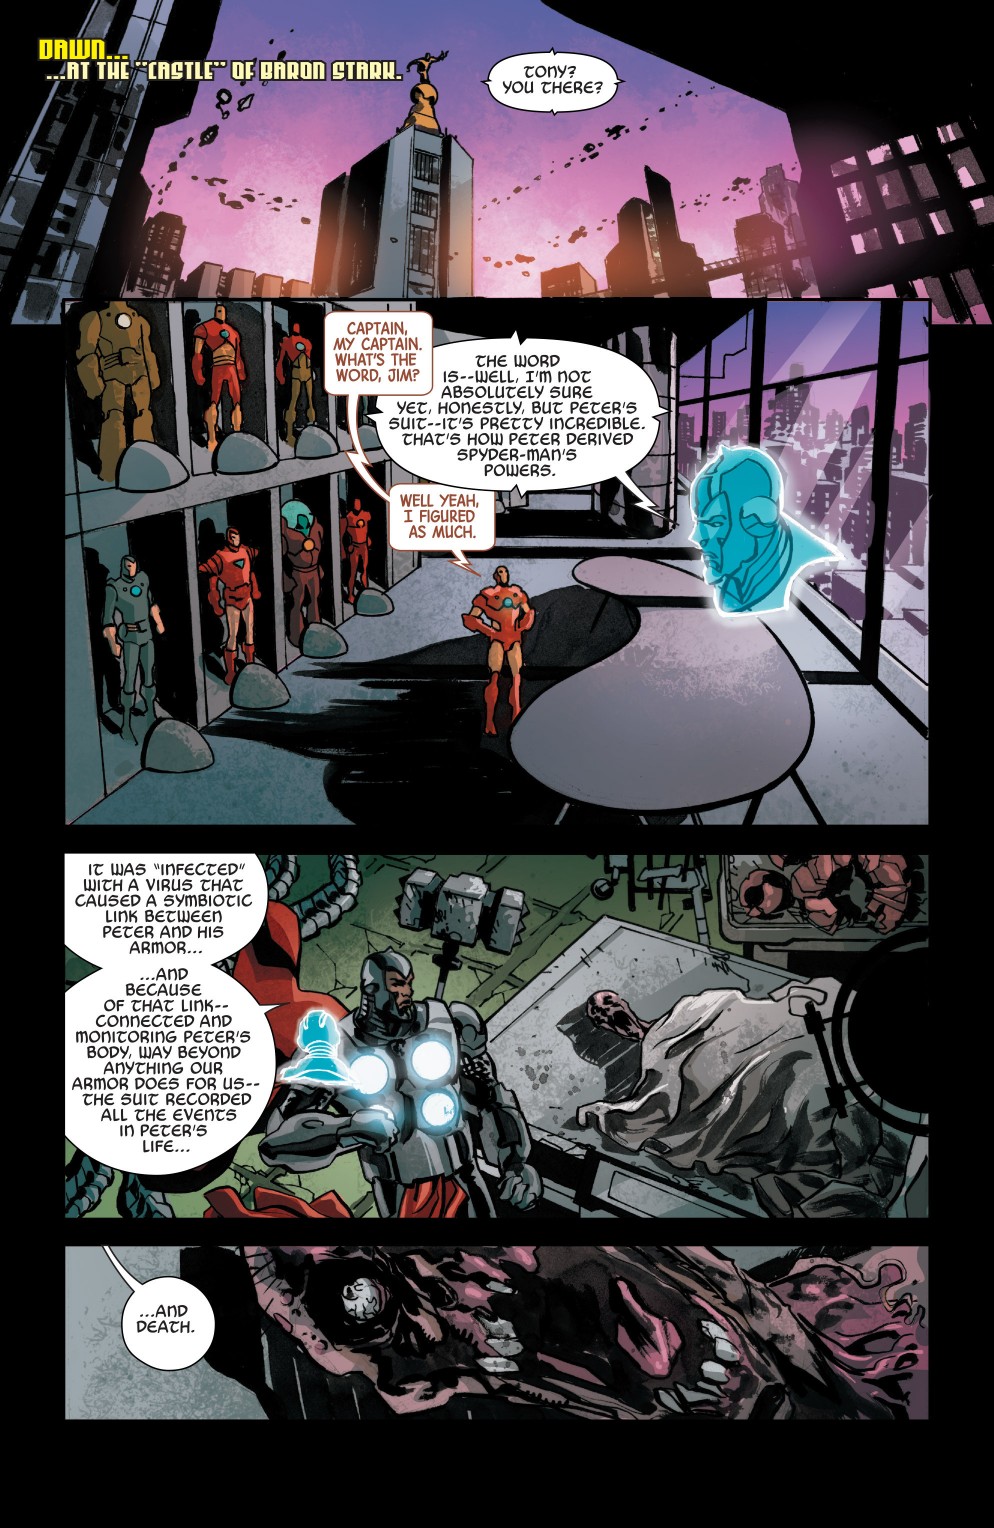 DAWN...
...AT THE "CASTLE" OF BARON STARK.
TONY?
YOU THERE?
CAPTAIN,
MY CAPTAIN.
WHAT'S THE
WORD, JIM?
THE WORD
IS--WELL, I'M NOT
ABSOLUTELY SURE
YET, HONESTLY, BUT PETER'S
SUIT--IT'S PRETTY INCREDIBLE.
THAT'S HOW PETER DERIVED
SPYDER-MAN'S
POWERS.
WELL YEAH,
I FIGURED
AS MUCH.
IT WAS "INFECTED"
WITH A VIRUS THAT
CAUSED A SYMBIOTIC
LINK BETWEEN
PETER AND HIS
ARMOR...
...AND
BECAUSE
OF THAT LINK--
CONNECTED AND
MONITORING PETER'S
BODY, WAY BEYOND
ANYTHING OUR
ARMOR DOES FOR US--
THE SUIT RECORDED
ALL THE EVENTS
IN PETER'S
LIFE...
...AND
DEATH.